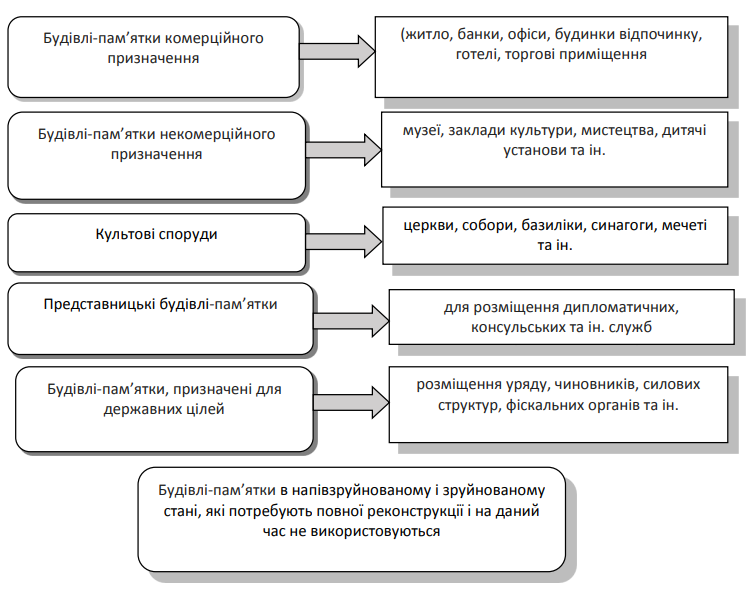 Будівлі-пам’ятки комерційного
призначення
(житло, банки, офіси, будинки відпочинку,
готелі, торгові приміщення
Будівлі-пам’ятки некомерційного
призначення
музеї, заклади культури, мистецтва, дитячі
установи та ін.
Культові споруди
церкви, собори, базиліки, синагоги, мечеті
та ін.
Представницькі будівлі-пам’ятки
для розміщення дипломатичних,
консульських та ін. служб
Будівлі-пам’ятки, призначені для
державних цілей
розміщення уряду, чиновників, силових
структур, фіскальних органів та ін.
Будівлі-пам’ятки в напівзруйнованому і зруйнованому
стані, які потребують повної реконструкції і на даний
час не використовуються